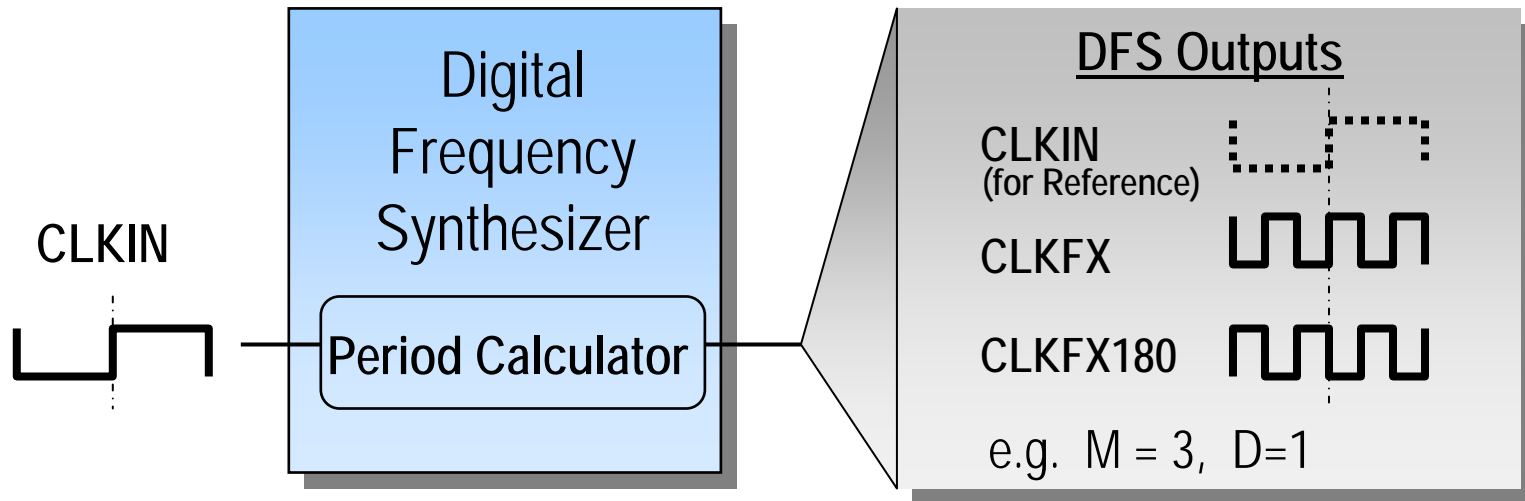 CLKIN
Digital
Frequency
Synthesizer
Period Calculator
DFS Outputs
CLKIN
(for Reference)
CLKFX
CLKFX180
e.g. M = 3, D=1